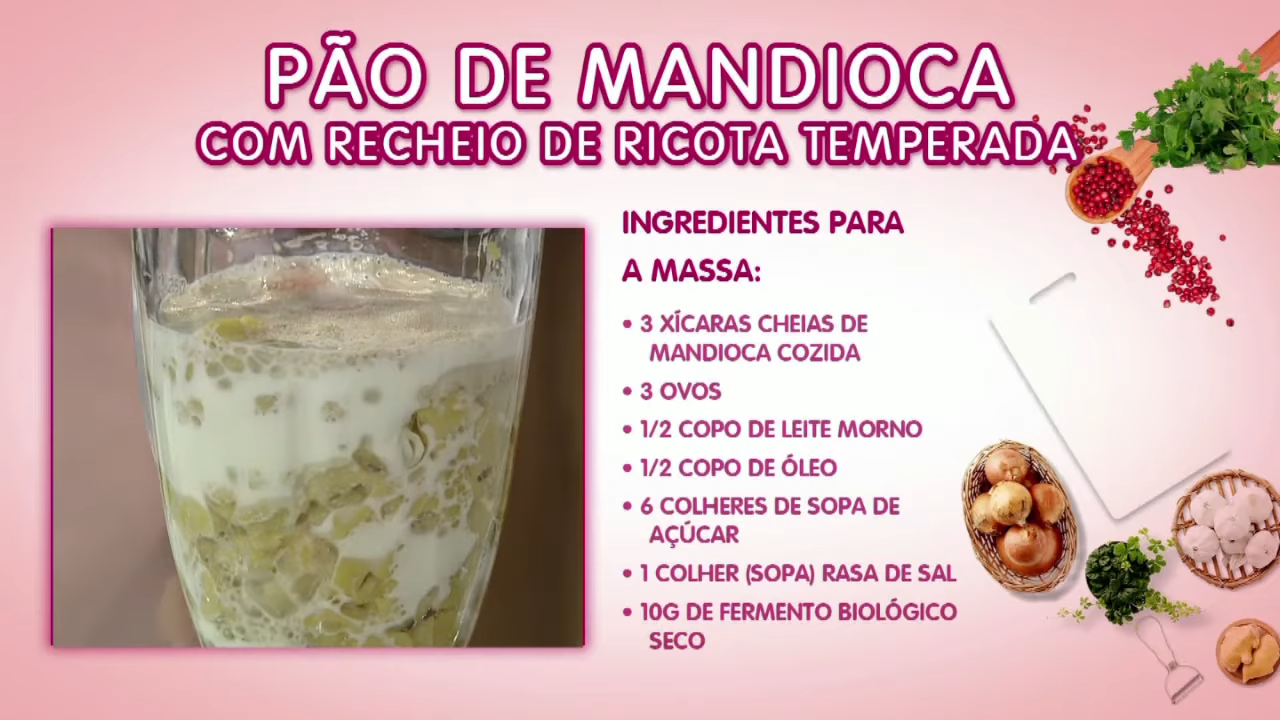 PÃO DE MANDIOCA
COM RECHEIO DE RICOTA TEMPERADA
INGREDIENTES PARA
A MASSA:
• 3 XÍCARAS CHEIAS DE
MANDIOCA COZIDA
• 3 OVOS
• 1/2 COPO DE LEITE MORNO
• 1/2 COPO DE ÓLEO
• 6 COLHERES DE SOPA DE
AÇÚCAR
• 1 COLHER (SOPA) RASA DE SAL
• 10G DE FERMENTO BIOLÓGICO
SECO